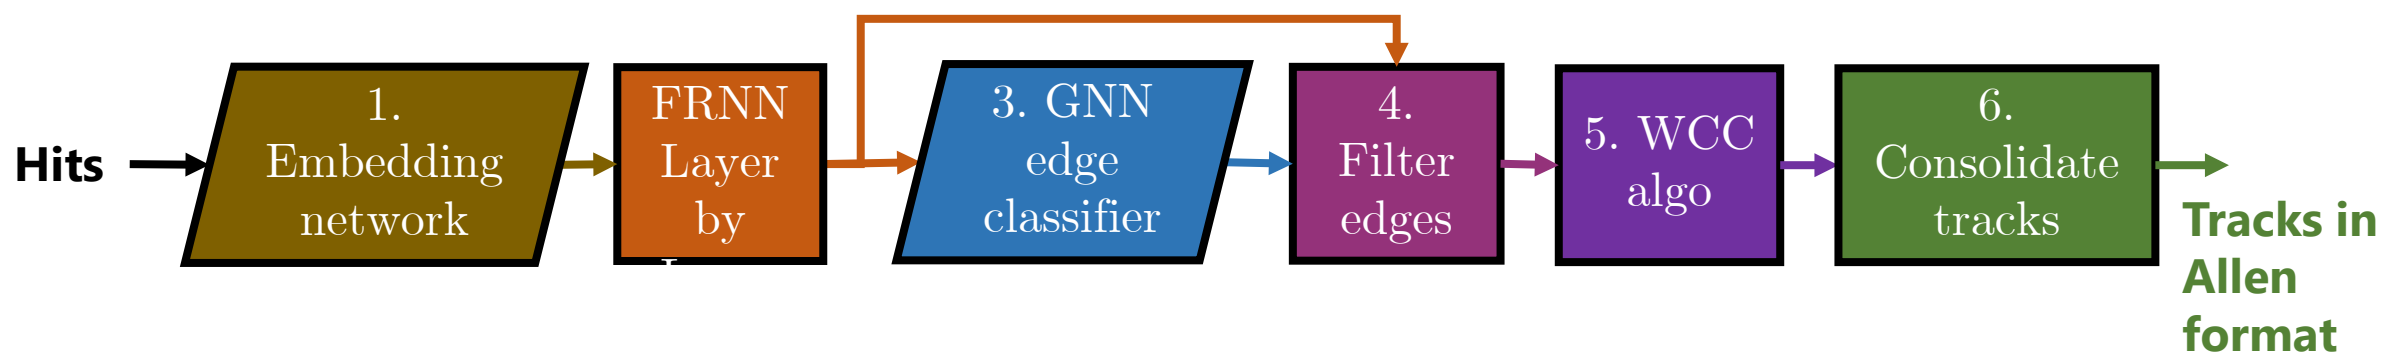 Hits
1.
Embedding
network
FRNN
Layer
by
3. GNN
edge
classifier
4.
Filter
edges
5. WCC
algo
6.
Consolidate
tracks
Tracks in
Allen
format